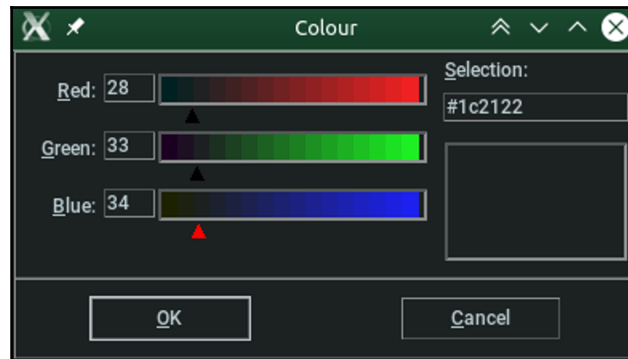 Colour
Red: 28
Selection:
#1c2122
Green: 33
Blue: 34
OK
Cancel